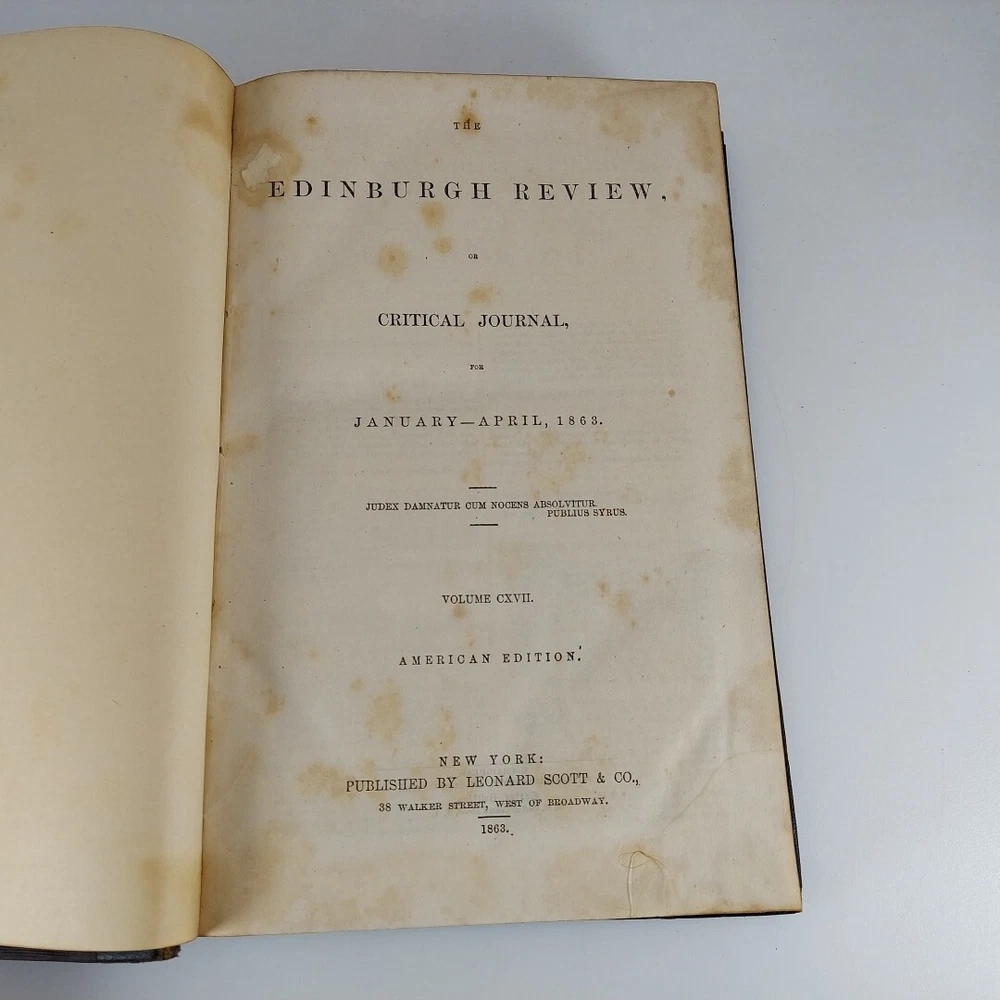 THE
EDINBURGH REVIEW,
OR
CRITICAL JOURNAL,
FOR
JANUARY—APRIL, 1863.
JUDEX DAMNATUR CUM NOCENS ABSOLVITUR.
PUBLIUS SYRUS.
VOLUME CXVII.
AMERICAN EDITION.
NEW YORK:
PUBLISHED BY LEONARD SCOTT & CO.,
38 WALKER STREET, WEST OF BROADWAY.
1863.